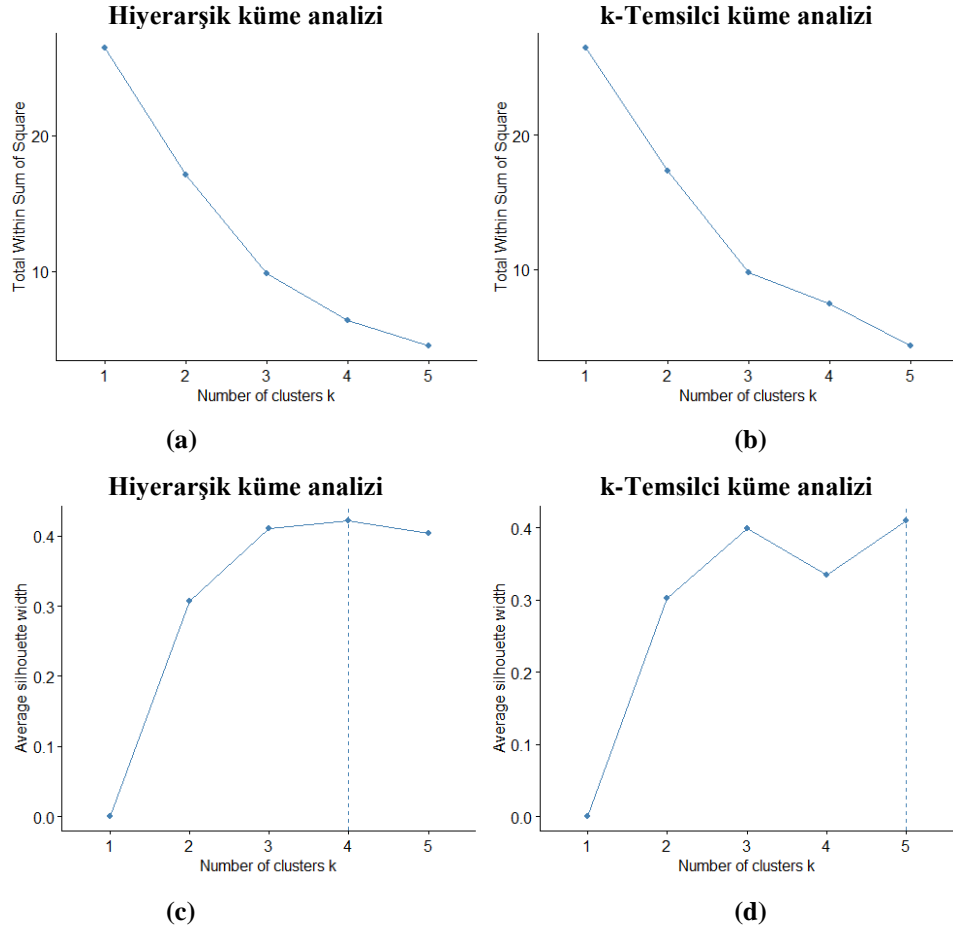 Hiyerarşik küme analizi
Total Within Sum of Square
20
10
1 2 3 4 5
Number of clusters k
(a)
k-Temsilci küme analizi
Total Within Sum of Square
20
10
1 2 3 4 5
Number of clusters k
(b)
Hiyerarşik küme analizi
Average silhouette width
0.4
0.3
0.2
0.1
0.0
1 2 3 4 5
Number of clusters k
(c)
k-Temsilci küme analizi
Average silhouette width
0.4
0.3
0.2
0.1
0.0
1 2 3 4 5
Number of clusters k
(d)